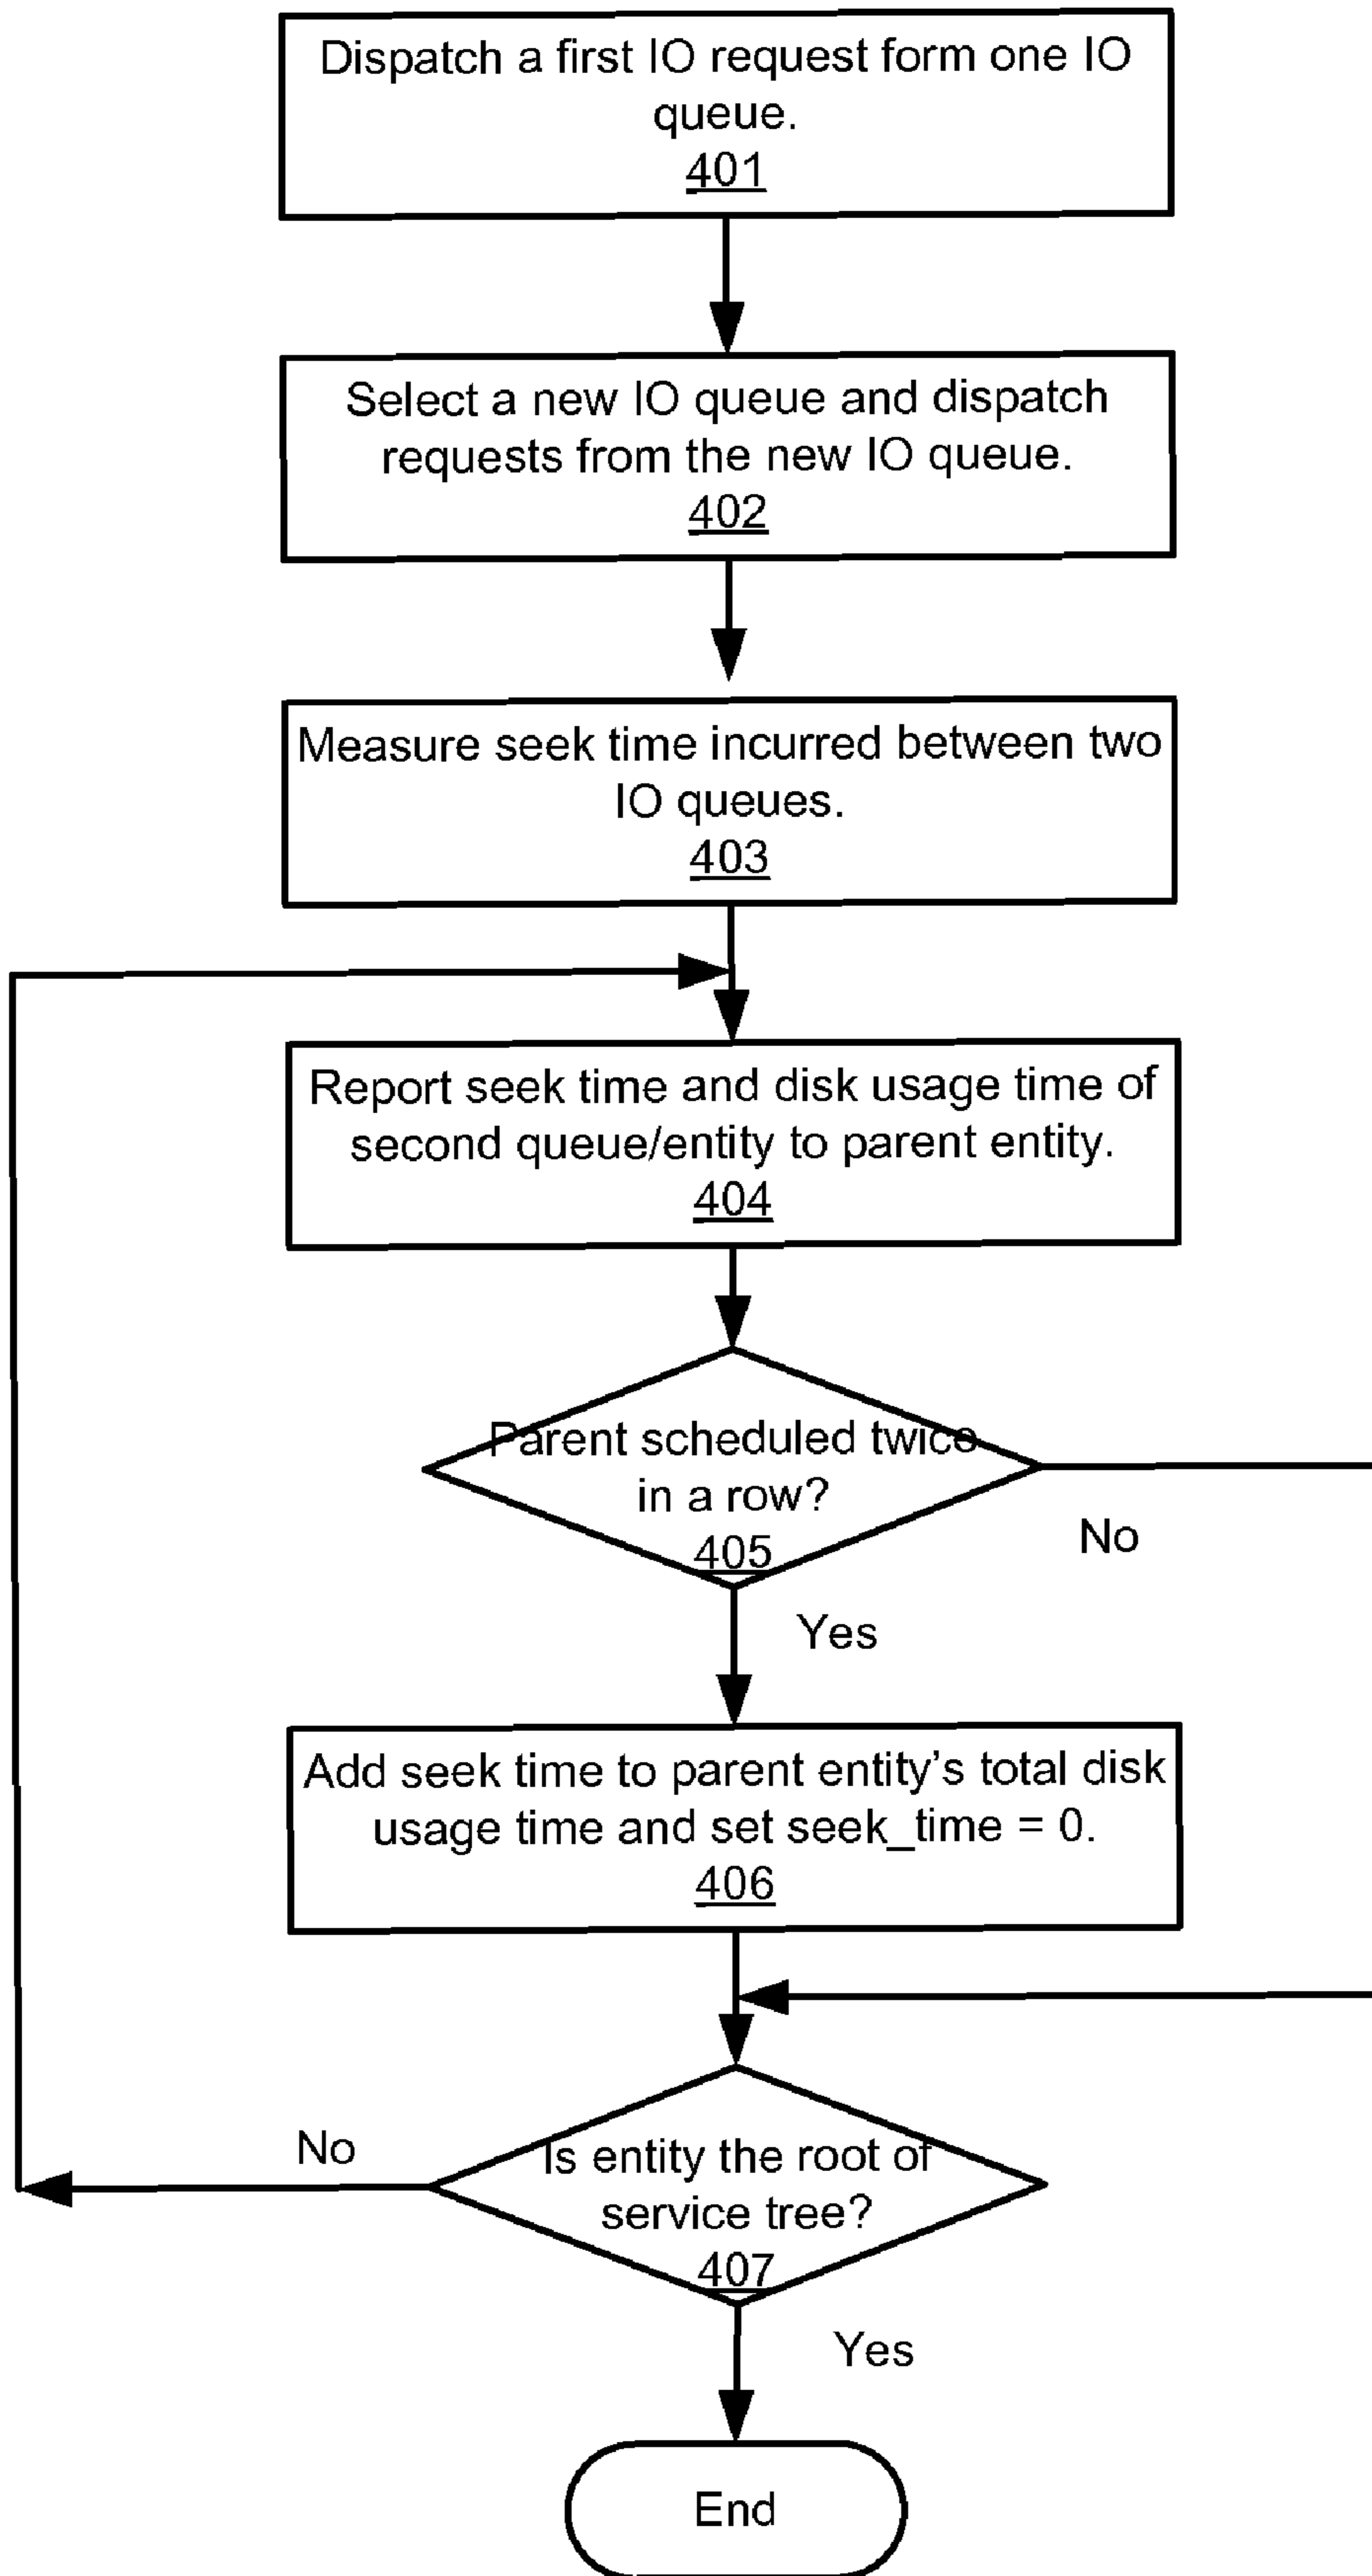 Dispatch a first IO request form one IO
queue.
401
Select a new IO queue and dispatch
requests from the new IO queue.
402
Measure seek time incurred between two
IO queues.
403
Report seek time and disk usage time of
second queue/entity to parent entity.
404
Parent scheduled twice
in a row?
405
No
Yes
Add seek time to parent entity's total disk
usage time and set seek_time = 0.
406
No
Is entity the root of
service tree?
407
Yes
End